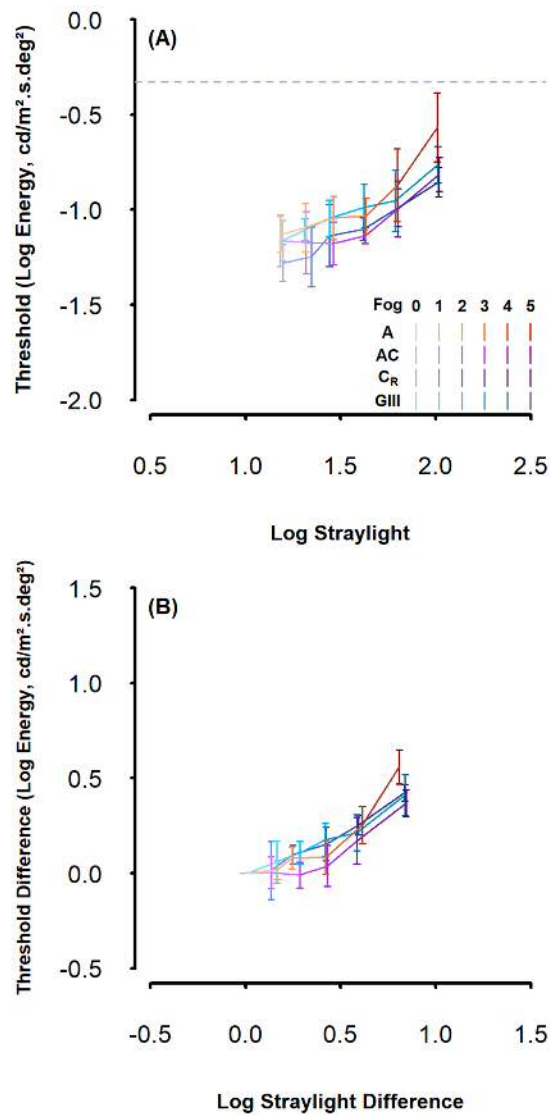 (A)
Threshold (Log Energy, cd/m².s.deg²)
0.0
-0.5
-1.0
-1.5
-2.0
Fog 0 1 2 3 4 5
A
AC
C_R
GIII
0.5 1.0 1.5 2.0 2.5
Log Straylight
(B)
Threshold Difference (Log Energy, cd/m².s.deg²)
1.5
1.0
0.5
0.0
-0.5
-0.5 0.0 0.5 1.0 1.5
Log Straylight Difference